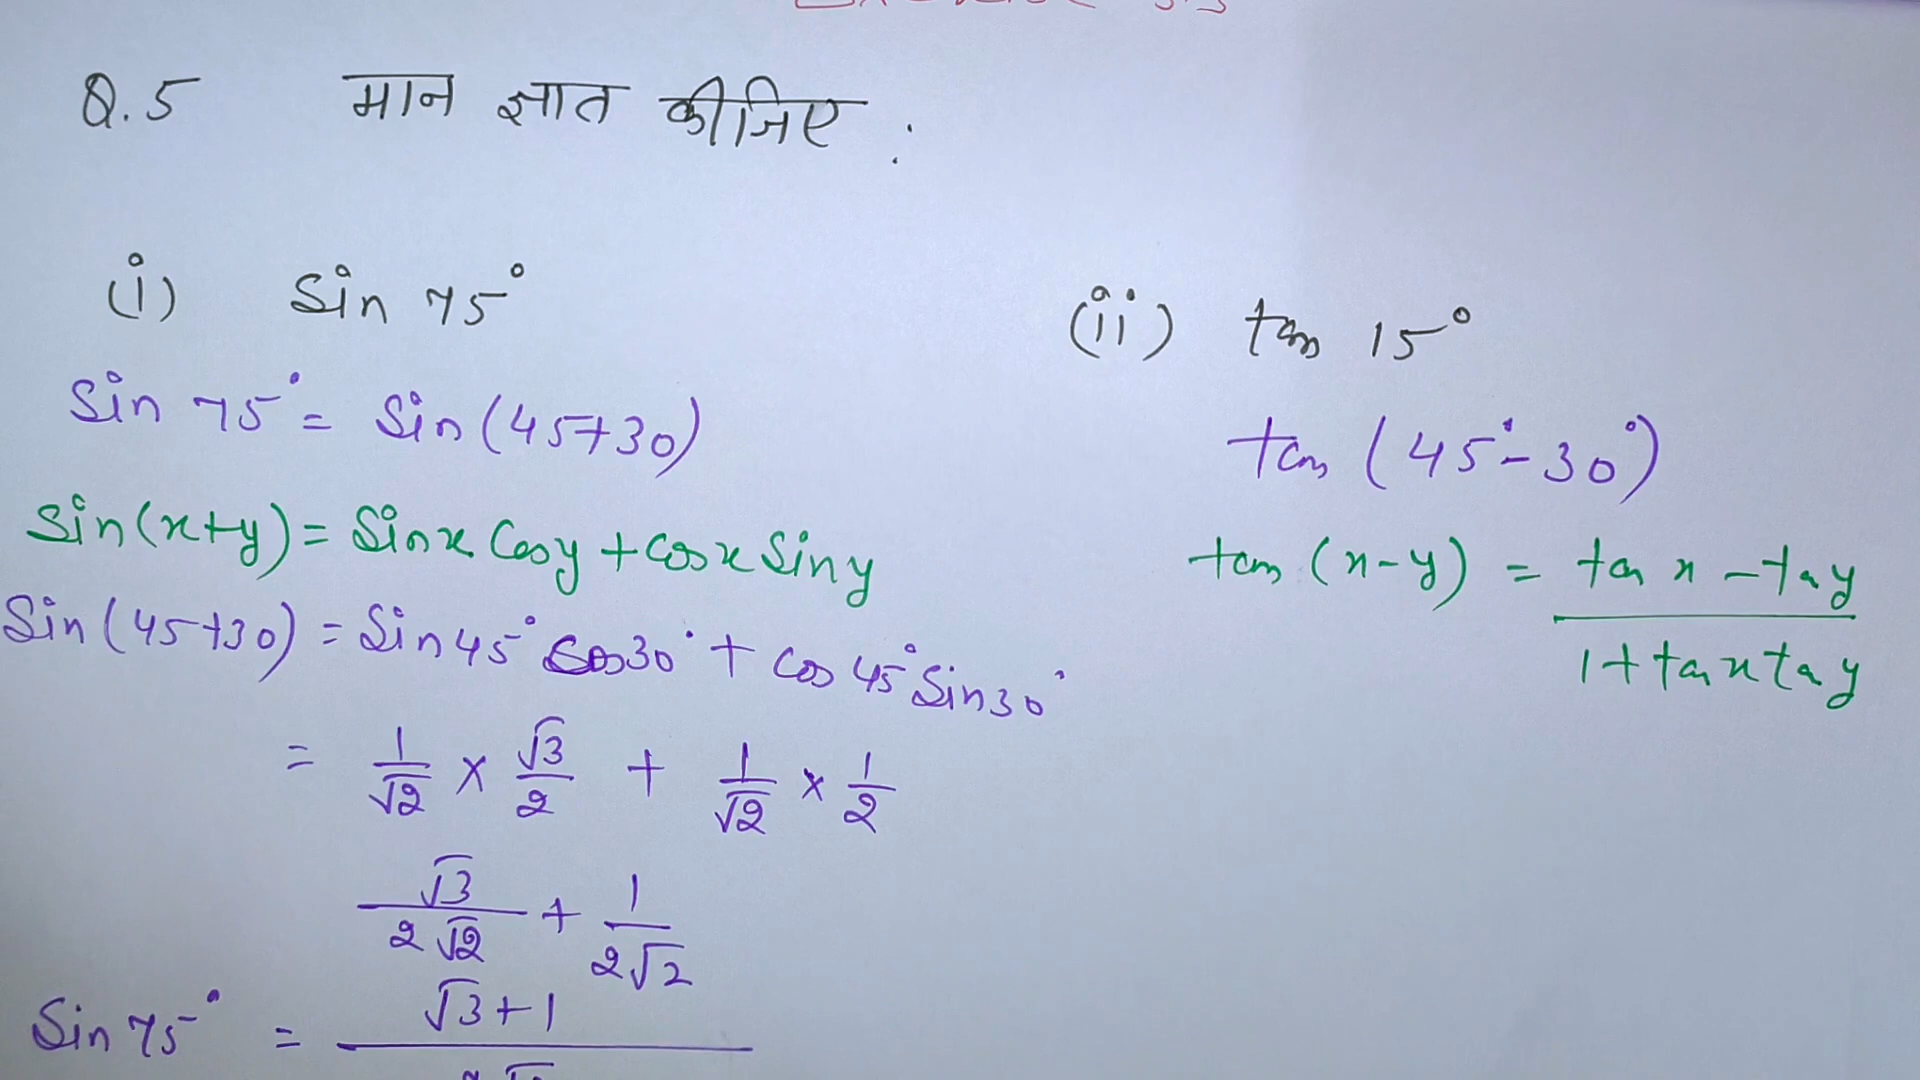 Q.5 मान ज्ञात कीजिए :
(i) Sin 75°
Sin 75° = Sin(45+30)
Sin(x+y) = Sinx Cosy + Cosx Siny
Sin(45+30) = Sin45° Cos30° + Cos45° Sin30°
= 1/√2 × √3/2 + 1/√2 × 1/2
√3/2√2 + 1/2√2
Sin 75° = √3+1
(ii) tan 15°
tan (45°-30°)
tan (x-y) = tan x - tan y / 1 + tan x tan y